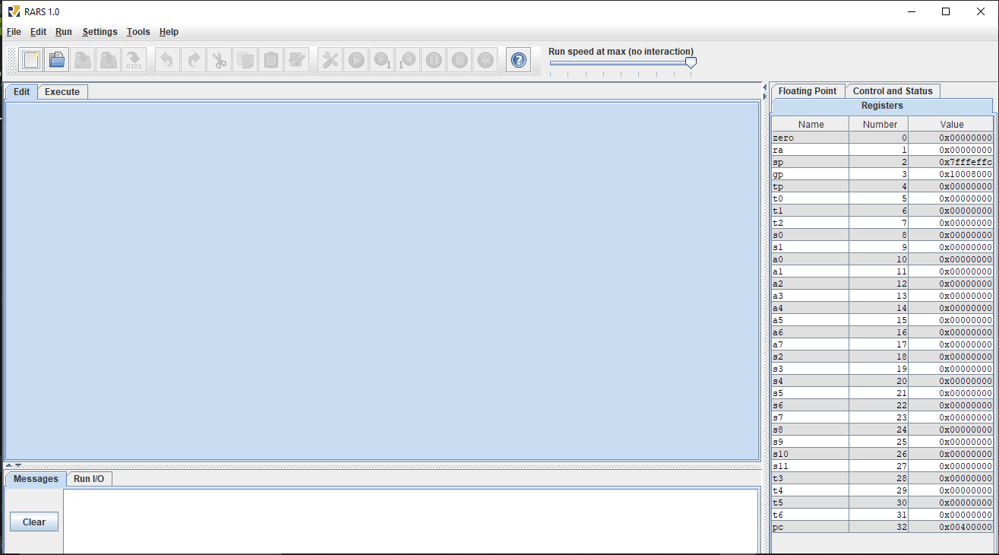 RARS 1.0
File Edit Run Settings Tools Help
0101
1
1
?
Run speed at max (no interaction)
Edit Execute
Floating Point Control and Status
Registers
Name Number Value
zero 0 0x00000000
ra 1 0x00000000
sp 2 0x7fffeffc
gp 3 0x10008000
tp 4 0x00000000
t0 5 0x00000000
t1 6 0x00000000
t2 7 0x00000000
s0 8 0x00000000
s1 9 0x00000000
a0 10 0x00000000
a1 11 0x00000000
a2 12 0x00000000
a3 13 0x00000000
a4 14 0x00000000
a5 15 0x00000000
a6 16 0x00000000
a7 17 0x00000000
s2 18 0x00000000
s3 19 0x00000000
s4 20 0x00000000
s5 21 0x00000000
s6 22 0x00000000
s7 23 0x00000000
s8 24 0x00000000
s9 25 0x00000000
s10 26 0x00000000
s11 27 0x00000000
t3 28 0x00000000
t4 29 0x00000000
t5 30 0x00000000
t6 31 0x00000000
pc 32 0x00400000
Messages Run I/O
Clear